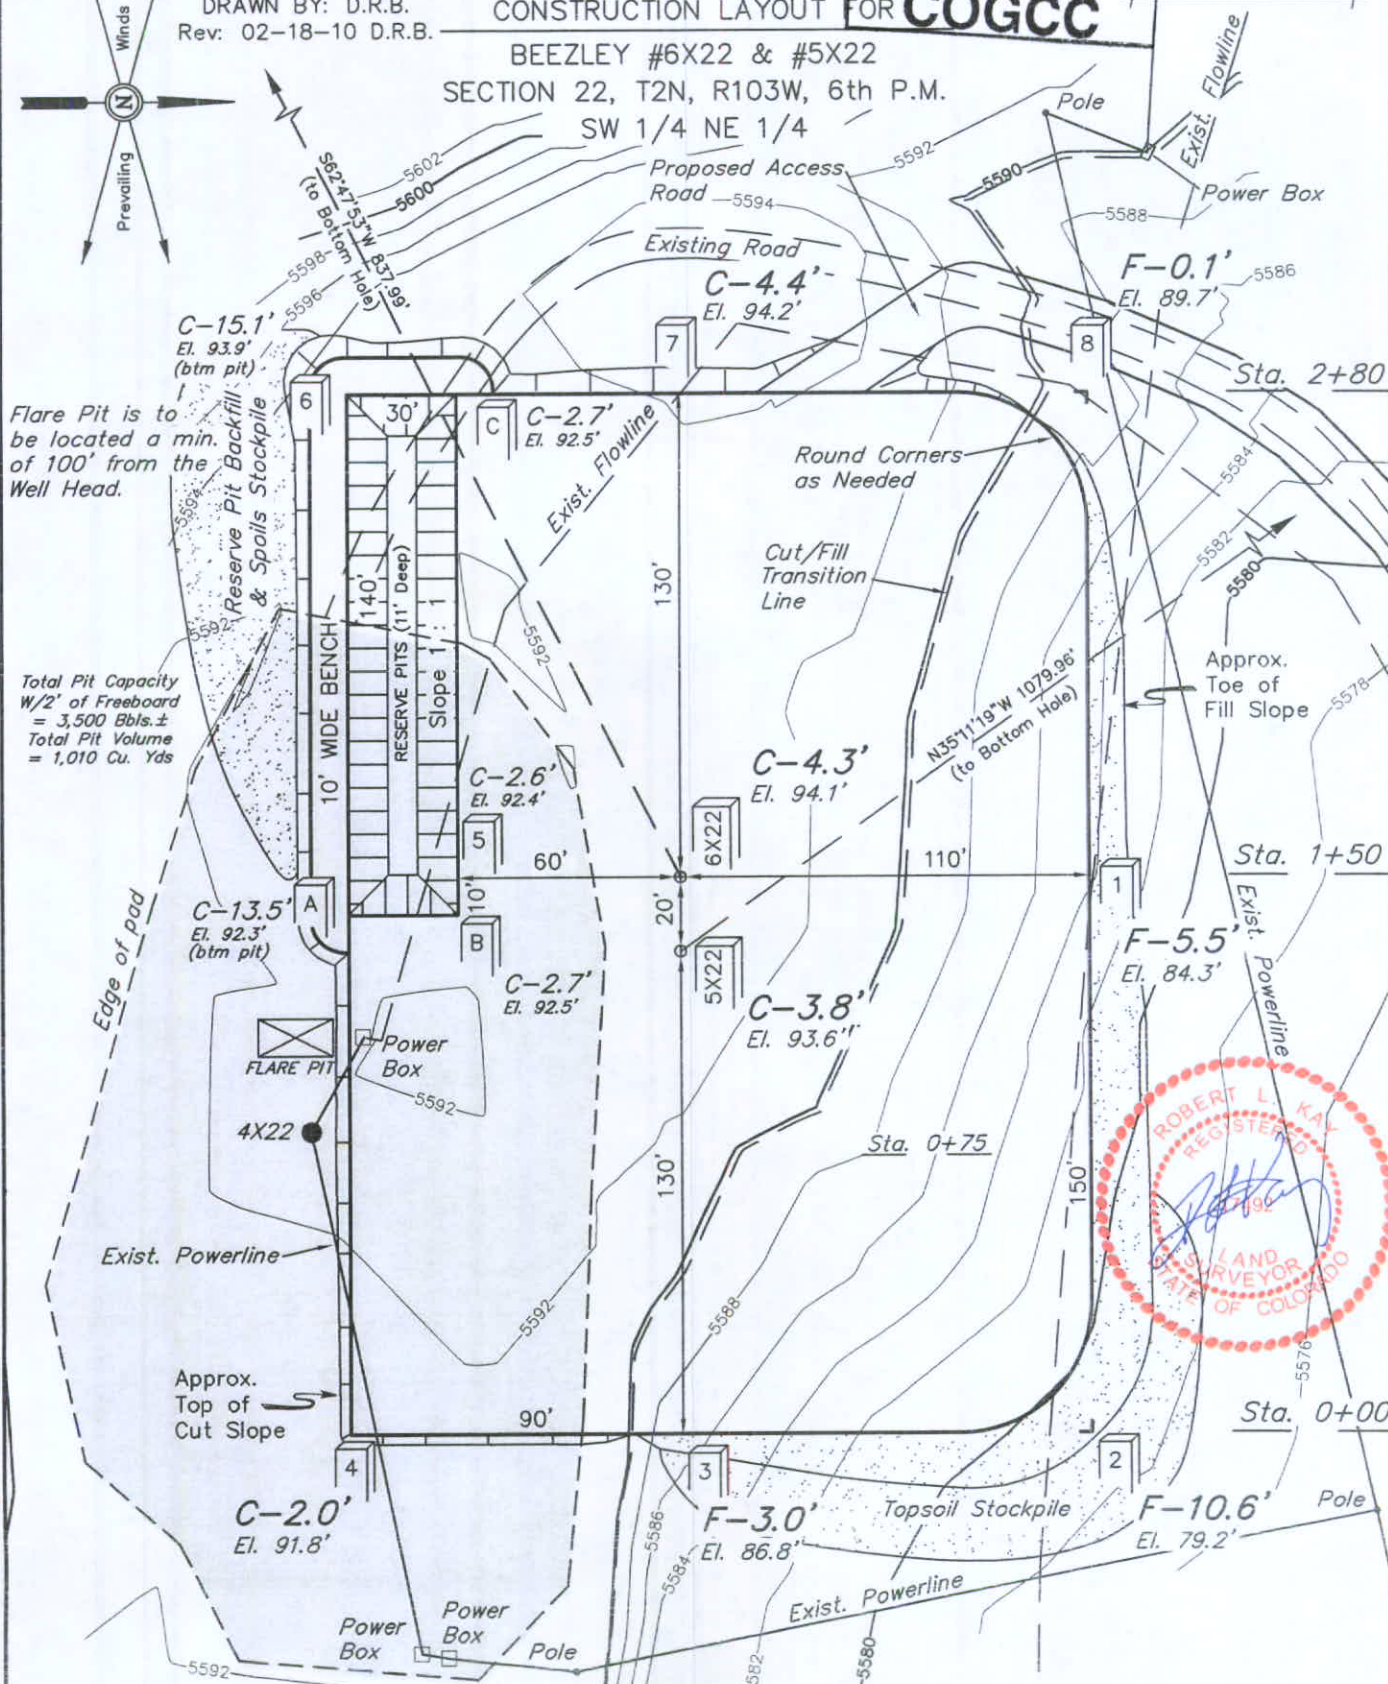 DRAWN BY: D.R.B.
Rev: 02-18-10 D.R.B.
CONSTRUCTION LAYOUT FOR
COGCC
BEEZLEY #6X22 & #5X22
SECTION 22, T2N, R103W, 6th P.M.
SW 1/4 NE 1/4
Winds
N
Prevailing
S62°47'53"W 837.99'
(to Bottom Hole)
5602
5600
5598
5596
5592
5590
5588
5586
5594
Pole
Exist. Flowline
Power Box
Proposed Access
Road
Existing Road
C-4.4'
El. 94.2'
F-0.1'
El. 89.7'
C-15.1'
El. 93.9'
(btm pit)
7
8
Sta. 2+80
Flare Pit is to
be located a min.
of 100' from the
Well Head.
Reserve Pit Backfill
& Spoils Stockpile
6
30'
C
C-2.7'
El. 92.5'
Exist. Flowline
Round Corners
as Needed
5594
5584
5582
5580
Cut/Fill
Transition
Line
130'
140'
10' WIDE BENCH
RESERVE PITS (11' Deep)
Slope 1:1
5592
5592
Total Pit Capacity
W/2' of Freeboard
= 3,500 Bbls.±
Total Pit Volume
= 1,010 Cu. Yds
N35°11'19"W 1079.96'
(to Bottom Hole)
Approx.
Toe of
Fill Slope
5578
C-2.6'
El. 92.4'
C-4.3'
El. 94.1'
5
6X22
60'
110'
1
Sta. 1+50
10'
20'
A
C-13.5'
El. 92.3'
(btm pit)
B
C-2.7'
El. 92.5'
5X22
C-3.8'
El. 93.6'
F-5.5'
El. 84.3'
Exist. Powerline
Edge of pad
FLARE PIT
Power
Box
5592
4X22
Sta. 0+75
130'
150'
ROBERT L. KAY
REGISTERED
LAND
SURVEYOR
STATE OF COLORADO
Exist. Powerline
5592
5588
5576
Approx.
Top of
Cut Slope
90'
Sta. 0+00
4
3
2
C-2.0'
El. 91.8'
F-3.0'
El. 86.8'
Topsoil Stockpile
F-10.6'
El. 79.2'
Pole
5586
5584
Exist. Powerline
Power
Box
Power
Box
Pole
5592
5582
5580